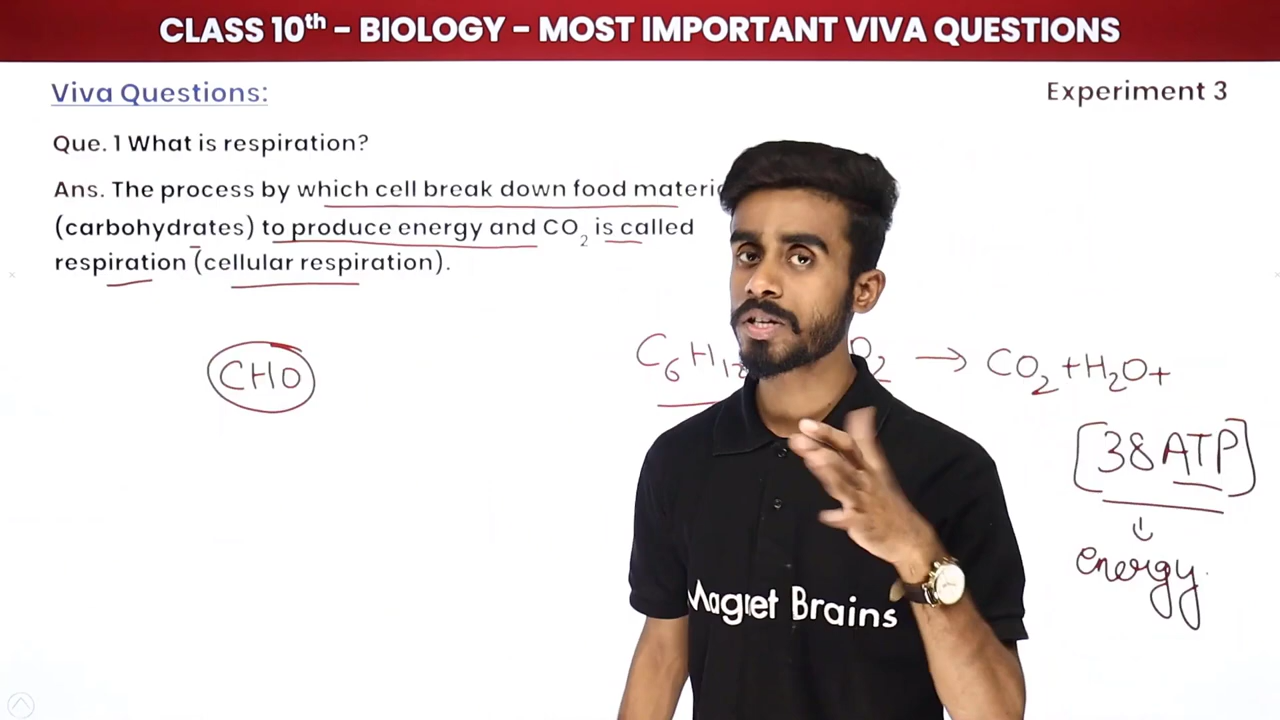 CLASS 10th – BIOLOGY – MOST IMPORTANT VIVA QUESTIONS
Viva Questions:
Experiment 3
Que. 1 What is respiration?
Ans. The process by which cell break down food
(carbohydrates) to produce energy and CO₂ is called
respiration (cellular respiration).
CHO
C₆H₁ O₂ → CO₂+H₂O+
[38 ATP]
energy.
Magnet Brains